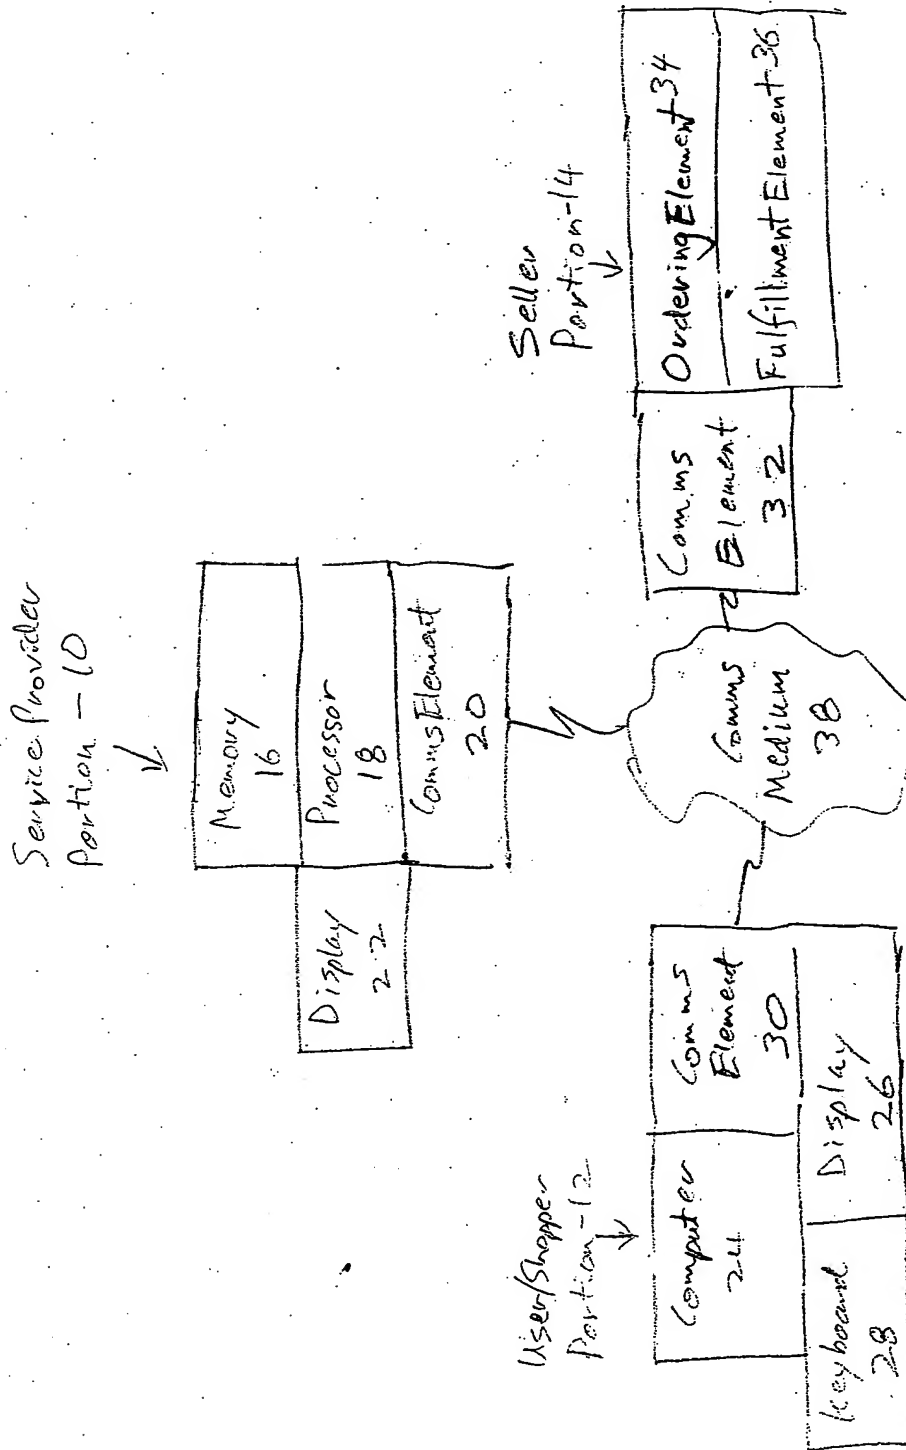 Service Provider
Portion - 10
Memory
16
Processor
18
Comms Element
20
Display
22
User/Shopper
Portion - 12
Computer
24
Comms
Element
30
Keyboard
28
Display
26
Comms
Medium
38
Seller
Portion - 14
Comms
Element
32
Ordering Element 34
Fulfillment Element 36